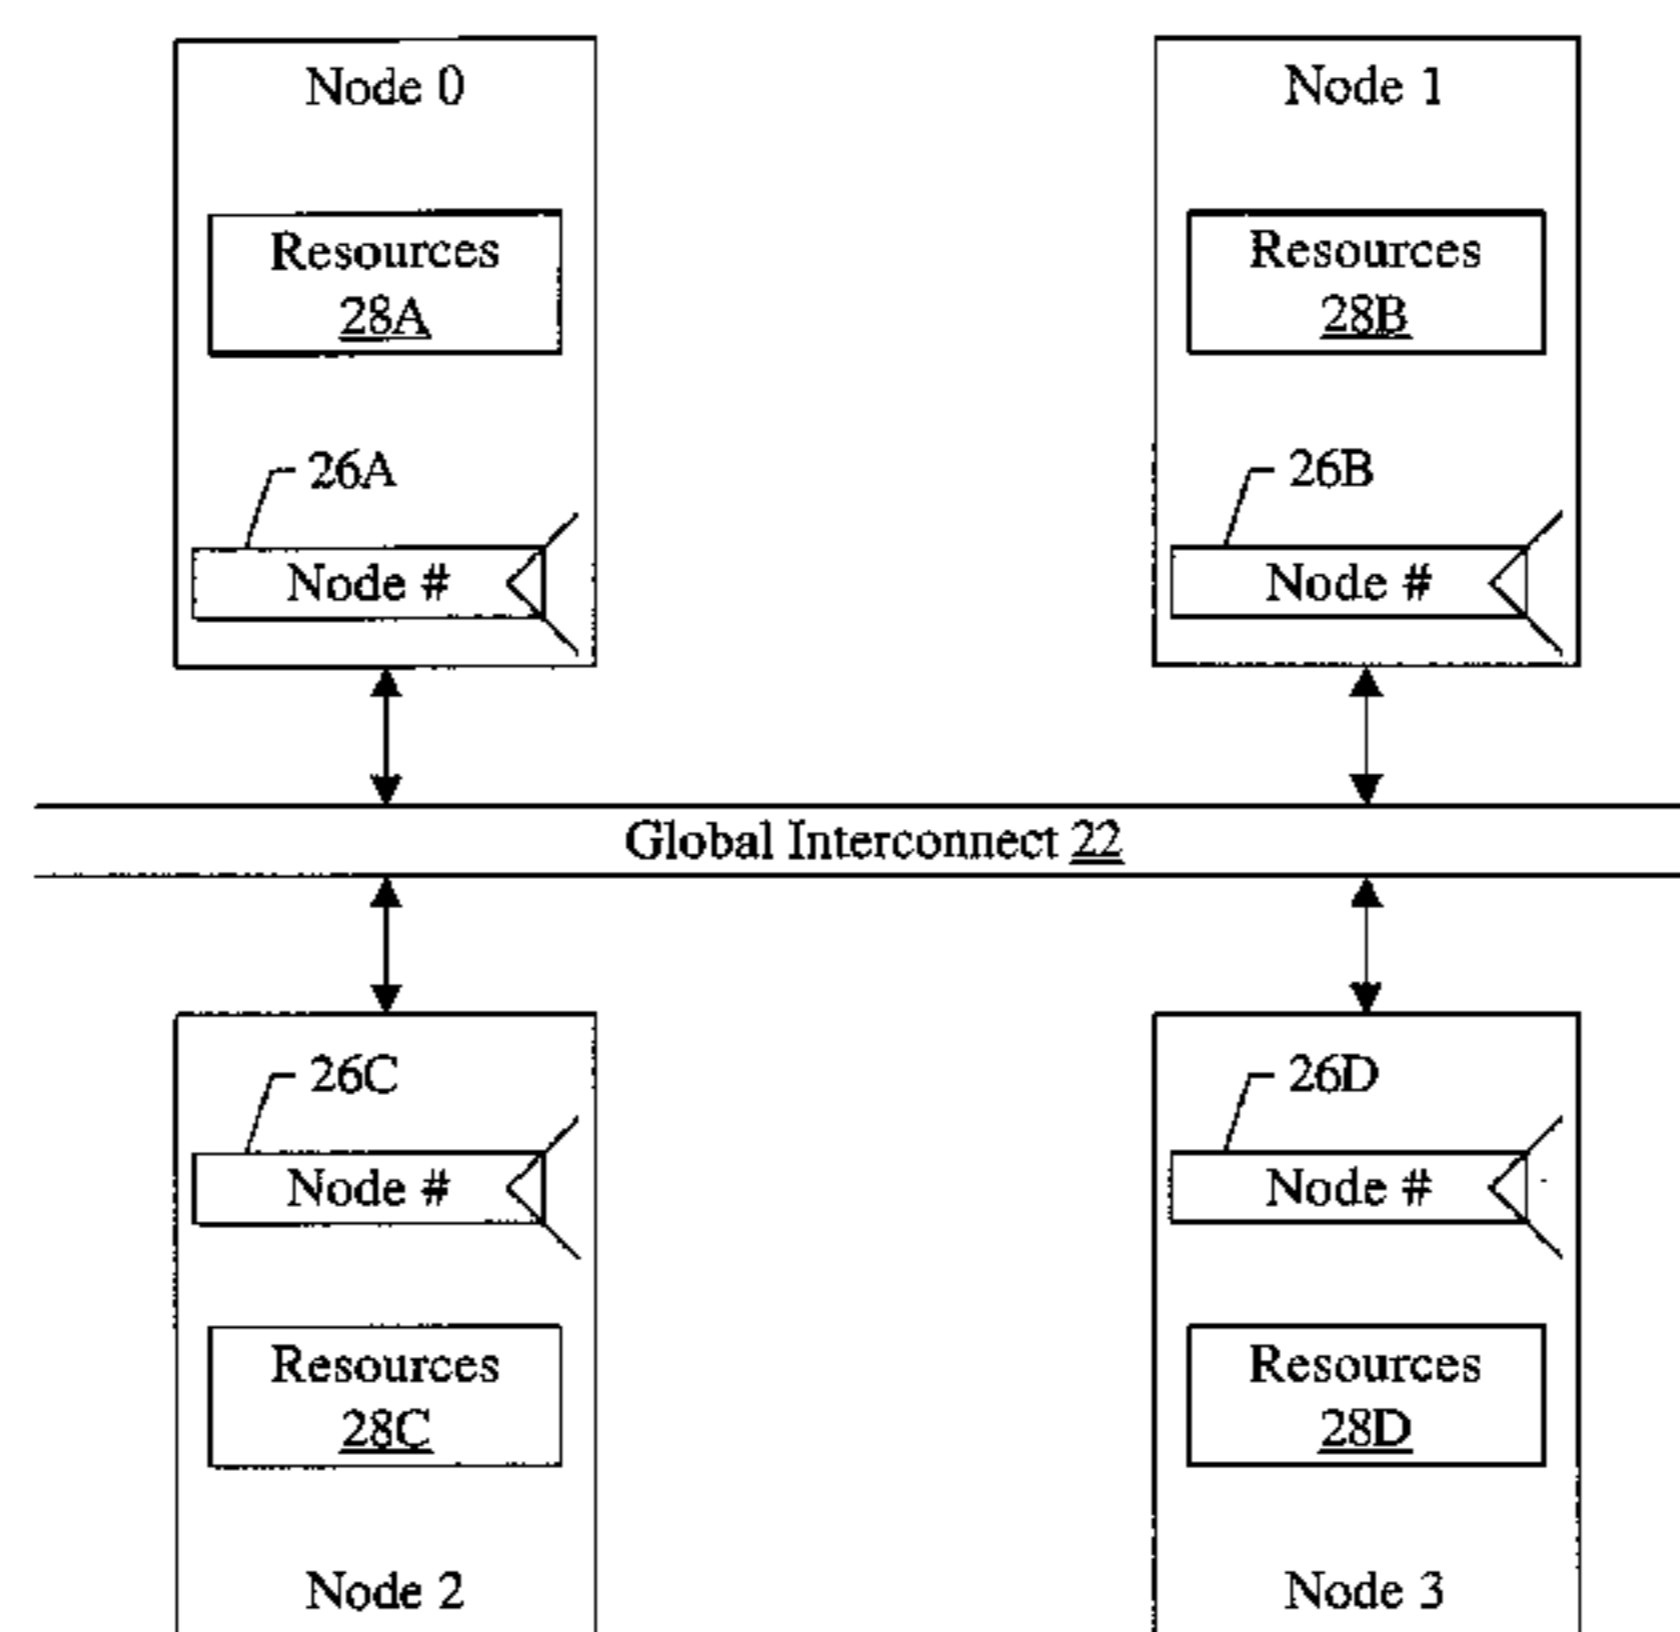 Node 0
Node 1
Resources
28A
Resources
28B
26A
26B
Node #
Node #
Global Interconnect 22
26C
26D
Node #
Node #
Resources
28C
Resources
28D
Node 2
Node 3